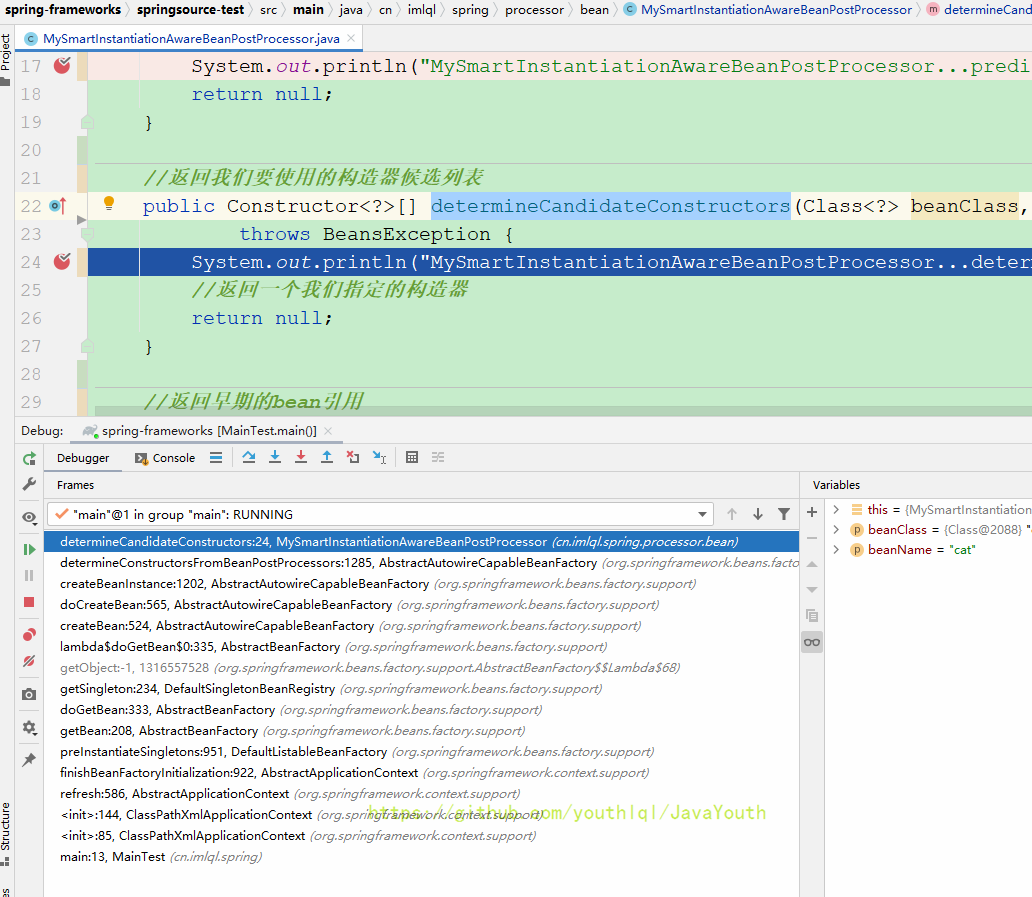 spring-frameworks springsource-test src main java cn imlql spring processor bean MySmartInstantiationAwareBeanPostProcessor determineCand
MySmartInstantiationAwareBeanPostProcessor.java
Project
17 System.out.println("MySmartInstantiationAwareBeanPostProcessor...predi
18 return null;
19 }
20
21 //返回我们要使用的构造器候选列表
22 public Constructor<?>[] determineCandidateConstructors(Class<?> beanClass,
23 throws BeansException {
24 System.out.println("MySmartInstantiationAwareBeanPostProcessor...deter
25 //返回一个我们指定的构造器
26 return null;
27 }
28
29 //返回早期的bean引用
Debug: spring-frameworks [MainTest.main()]
Debugger Console
Frames Variables
"main"@1 in group "main": RUNNING
determineCandidateConstructors:24, MySmartInstantiationAwareBeanPostProcessor (cn.imlql.spring.processor.bean)
determineConstructorsFromBeanPostProcessors:1285, AbstractAutowireCapableBeanFactory (org.springframework.beans.facto
createBeanInstance:1202, AbstractAutowireCapableBeanFactory (org.springframework.beans.factory.support)
doCreateBean:565, AbstractAutowireCapableBeanFactory (org.springframework.beans.factory.support)
createBean:524, AbstractAutowireCapableBeanFactory (org.springframework.beans.factory.support)
lambda$doGetBean$0:335, AbstractBeanFactory (org.springframework.beans.factory.support)
getObject:-1, 1316557528 (org.springframework.beans.factory.support.AbstractBeanFactory$$Lambda$68)
getSingleton:234, DefaultSingletonBeanRegistry (org.springframework.beans.factory.support)
doGetBean:333, AbstractBeanFactory (org.springframework.beans.factory.support)
getBean:208, AbstractBeanFactory (org.springframework.beans.factory.support)
preInstantiateSingletons:951, DefaultListableBeanFactory (org.springframework.beans.factory.support)
finishBeanFactoryInitialization:922, AbstractApplicationContext (org.springframework.context.support)
refresh:586, AbstractApplicationContext (org.springframework.context.support)
<init>:144, ClassPathXmlApplicationContext (org.springframework.context.support)
<init>:85, ClassPathXmlApplicationContext (org.springframework.context.support)
main:13, MainTest (cn.imlql.spring)
https://github.com/youthlql/JavaYouth
this = {MySmartInstantiation
beanClass = {Class@2088} "
beanName = "cat"
Structure